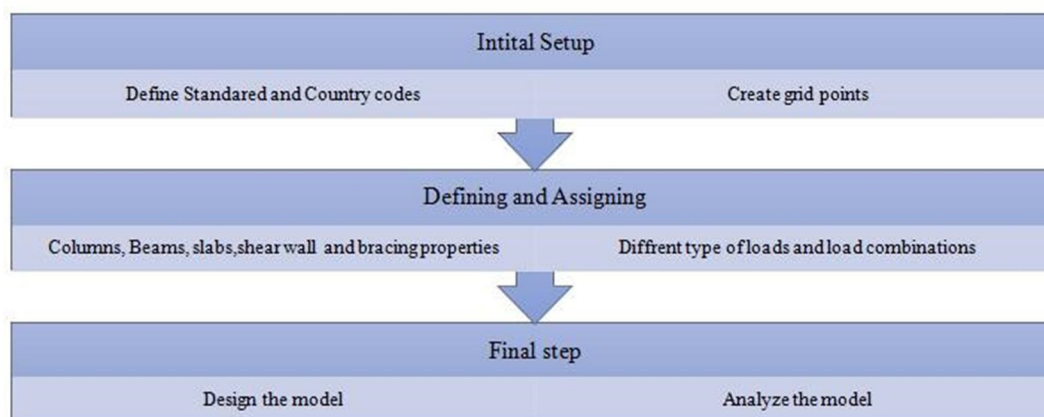 Intital Setup
Define Standared and Country codes
Create grid points
Defining and Assigning
Columns, Beams, slabs,shear wall and bracing properties
Diffrent type of loads and load combinations
Final step
Design the model
Analyze the model